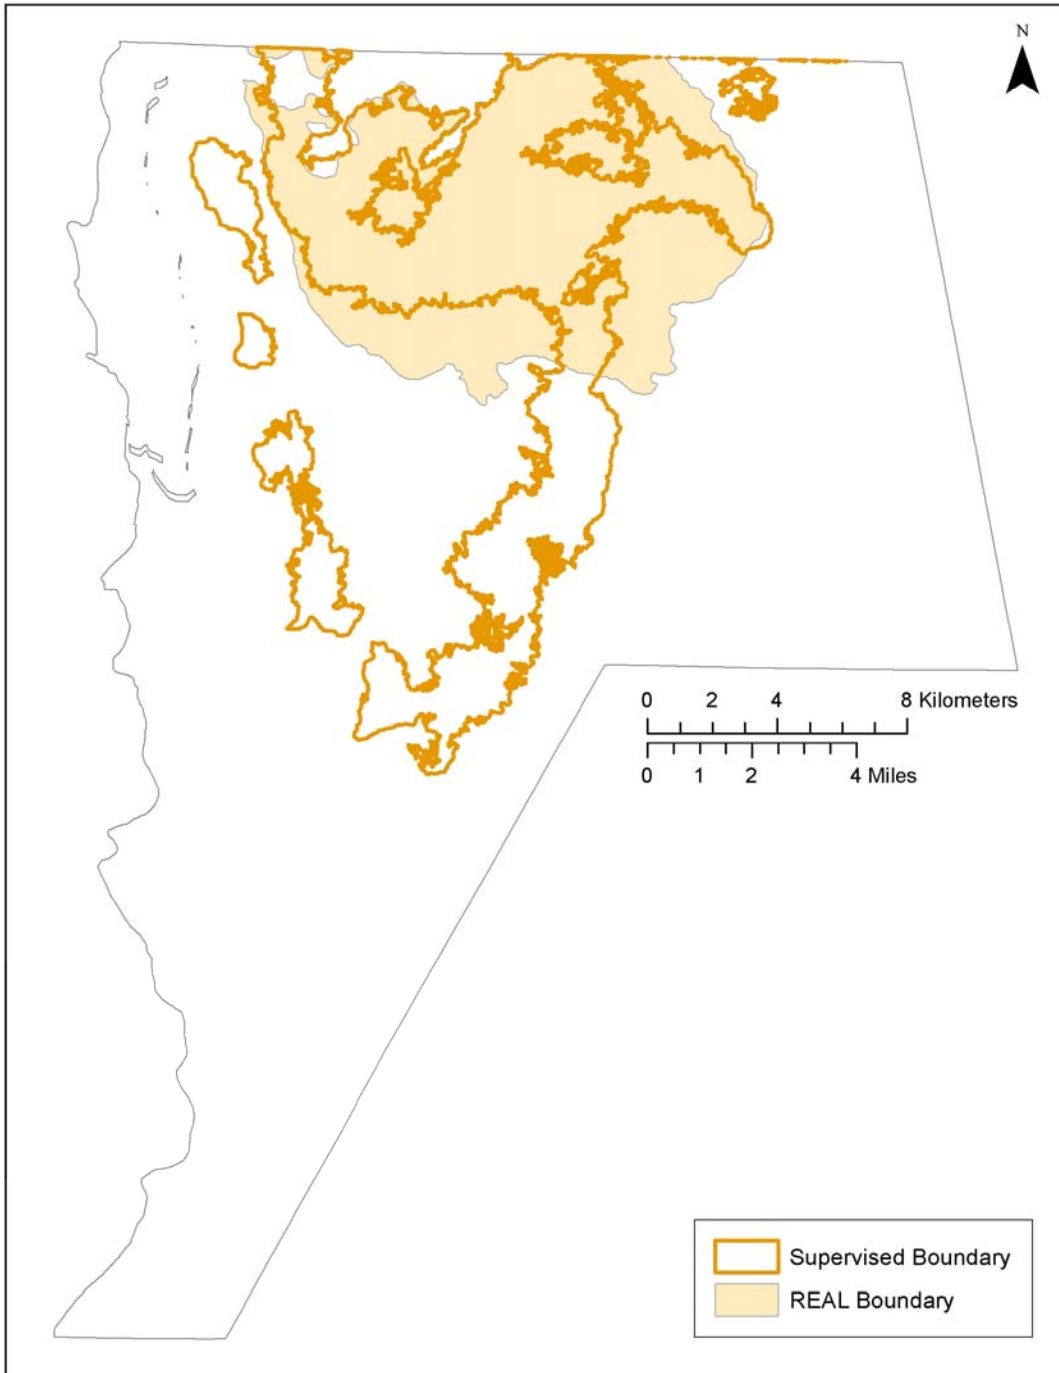 N
0 2 4 8 Kilometers
0 1 2 4 Miles
Supervised Boundary
REAL Boundary